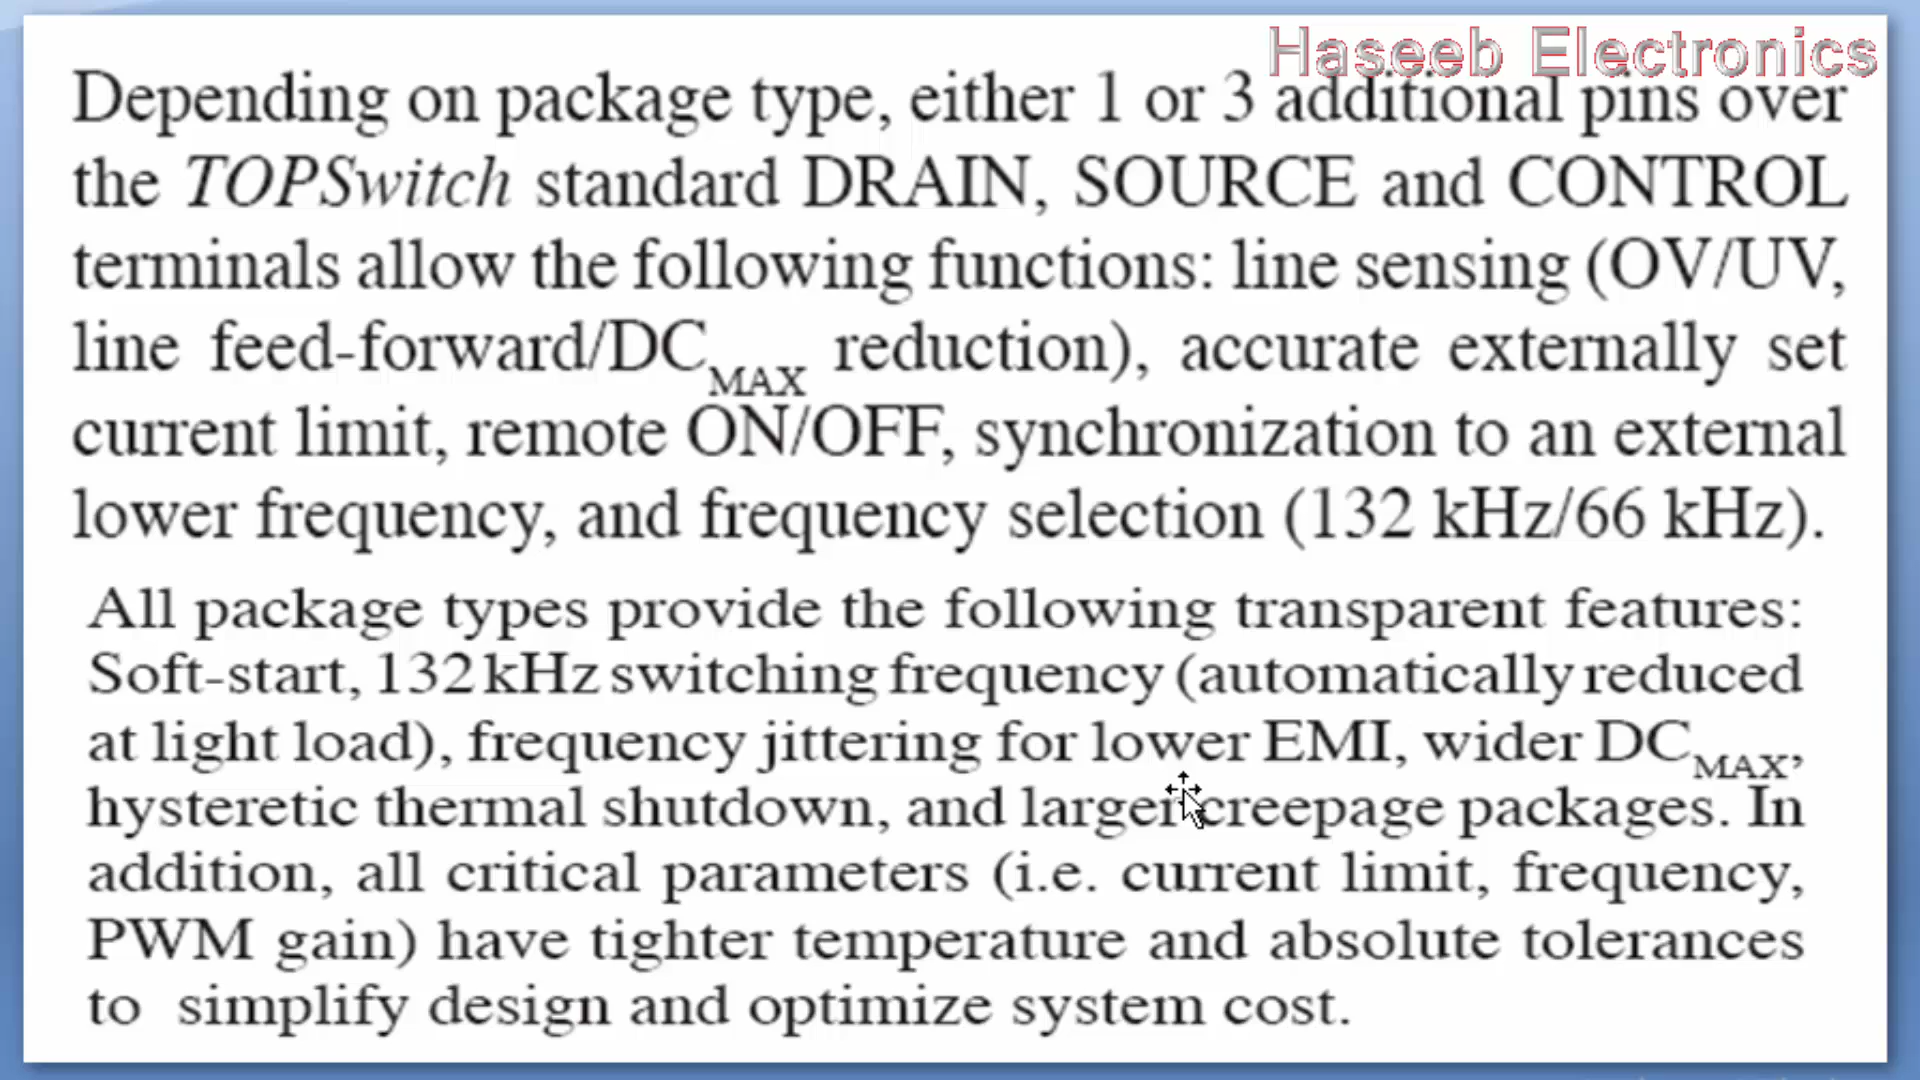 Haseeb Electronics
Depending on package type, either 1 or 3 additional pins over
the TOPSwitch standard DRAIN, SOURCE and CONTROL
terminals allow the following functions: line sensing (OV/UV,
line feed-forward/DCMAX reduction), accurate externally set
current limit, remote ON/OFF, synchronization to an external
lower frequency, and frequency selection (132 kHz/66 kHz).
All package types provide the following transparent features:
Soft-start, 132 kHz switching frequency (automatically reduced
at light load), frequency jittering for lower EMI, wider DCMAX,
hysteretic thermal shutdown, and larger creepage packages. In
addition, all critical parameters (i.e. current limit, frequency,
PWM gain) have tighter temperature and absolute tolerances
to simplify design and optimize system cost.